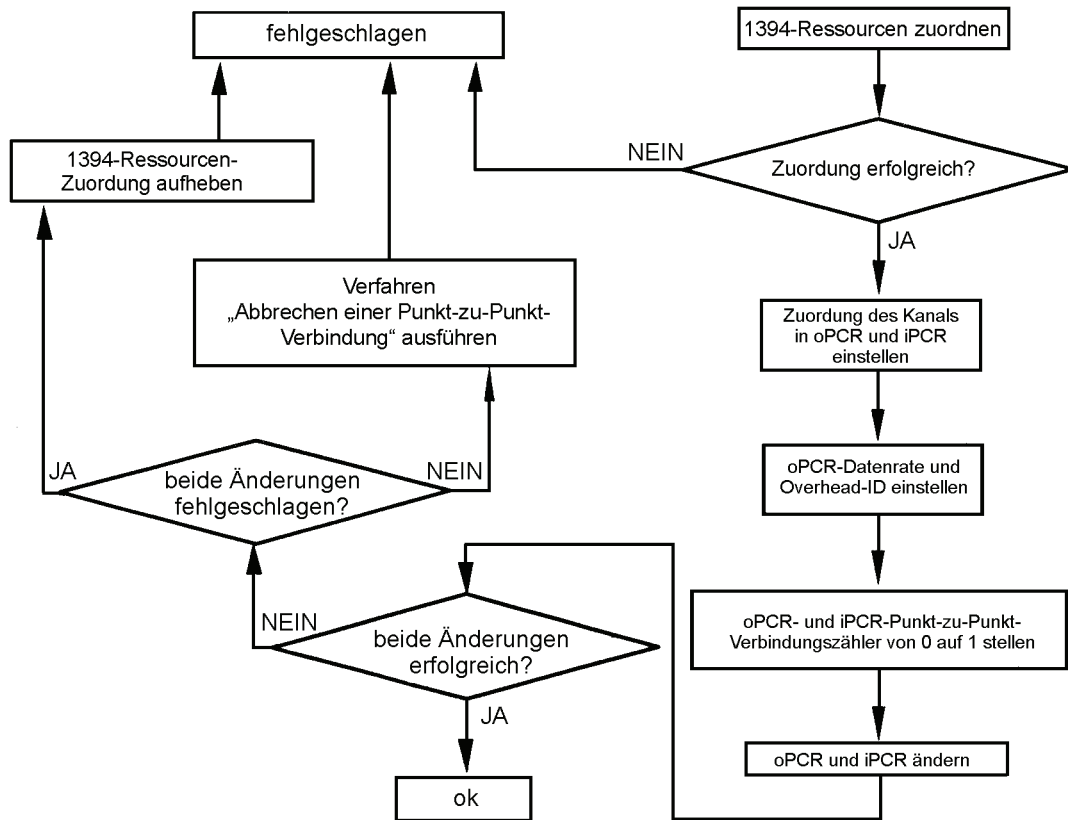 fehlgeschlagen
1394-Ressourcen zuordnen
NEIN
Zuordung erfolgreich?
JA
1394-Ressourcen-
Zuordung aufheben
Verfahren
„Abbrechen einer Punkt-zu-Punkt-
Verbindung“ ausführen
Zuordung des Kanals
in oPCR und iPCR
einstellen
JA
beide Änderungen
fehlgeschlagen?
NEIN
oPCR-Datenrate und
Overhead-ID einstellen
NEIN
beide Änderungen
erfolgreich?
JA
oPCR- und iPCR-Punkt-zu-Punkt-
Verbindungszähler von 0 auf 1 stellen
oPCR und iPCR ändern
ok